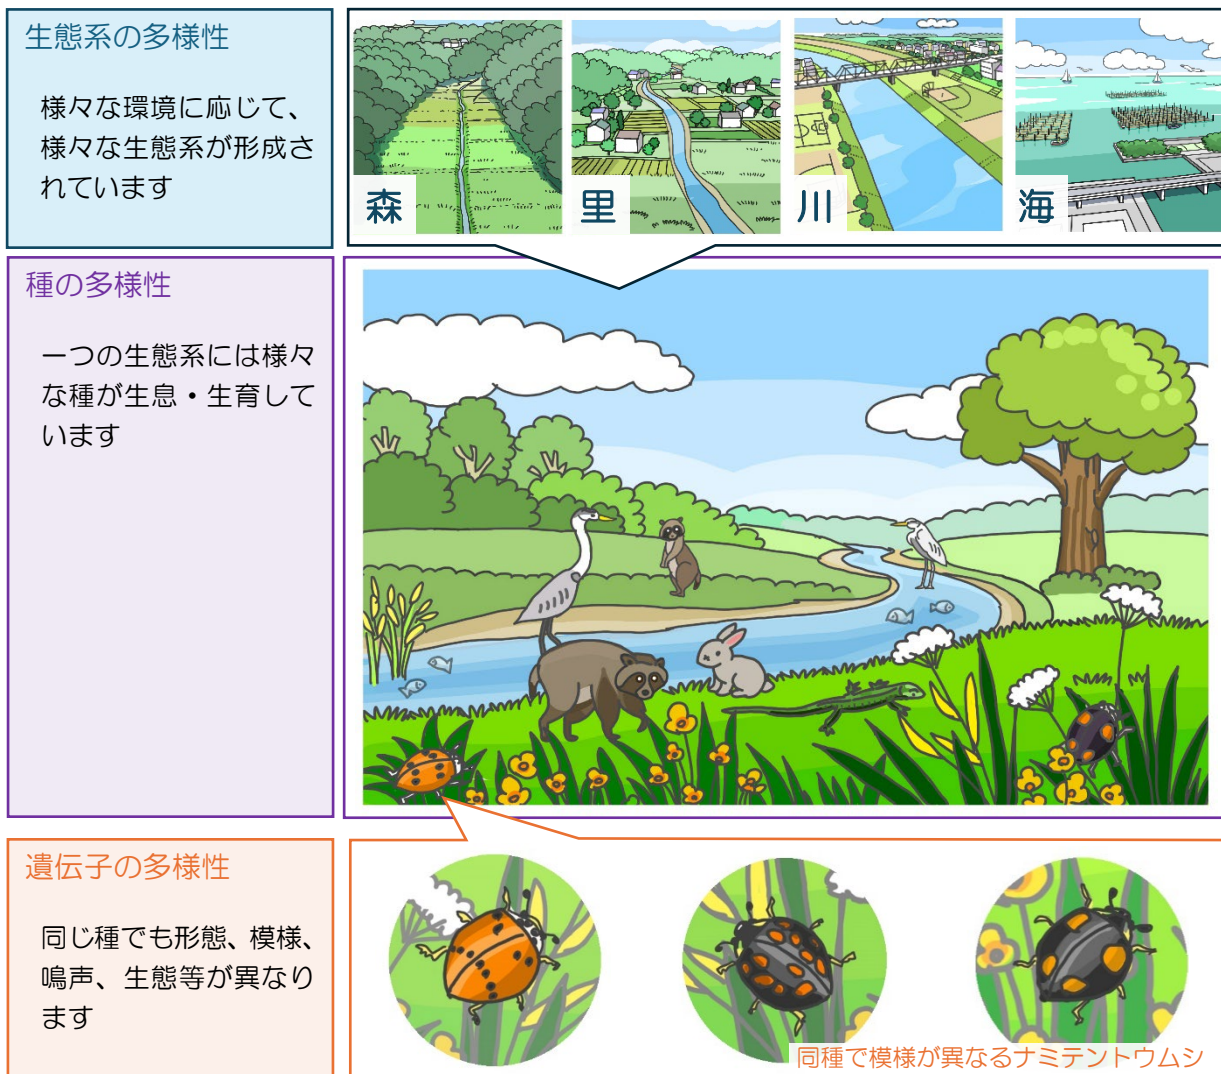 生態系の多様性
様々な環境に応じて、
様々な生態系が形成さ
れています
森
里
川
海
種の多様性
一つの生態系には様々
な種が生息・生育して
います
遺伝子の多様性
同じ種でも形態、模様、
鳴声、生態等が異なり
ます
同種で模様が異なるナミテントウムシ